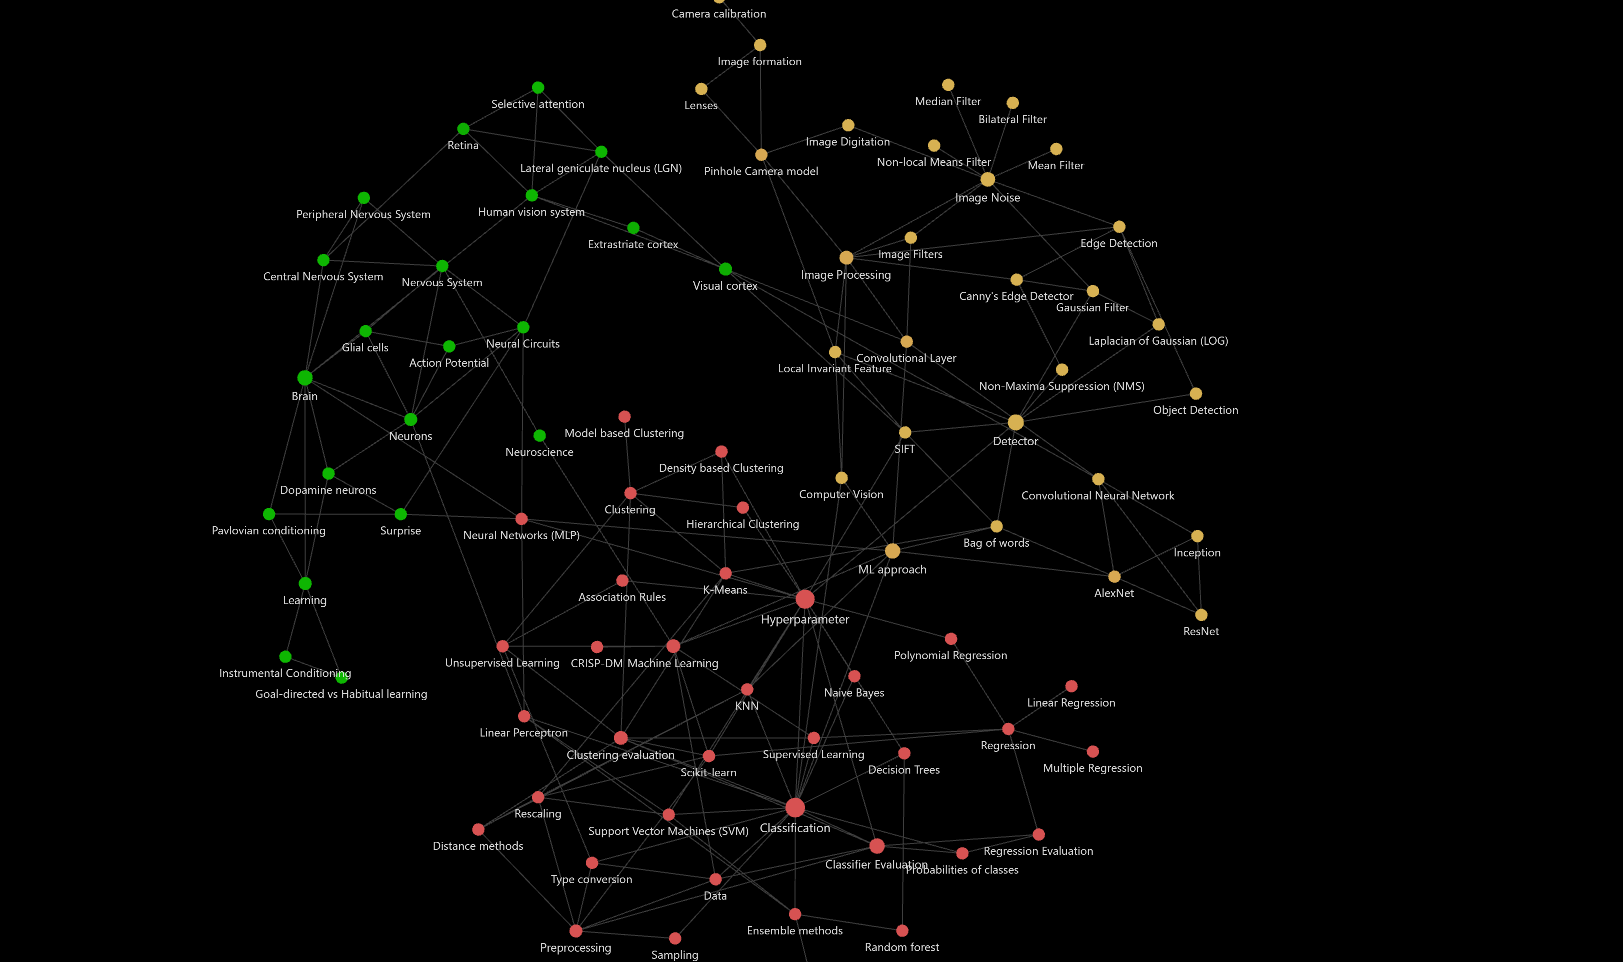 Camera calibration
Image formation
Lenses
Selective attention
Median Filter
Bilateral Filter
Retina
Image Digitation
Non-local Means Filter
Mean Filter
Lateral geniculate nucleus (LGN)
Pinhole Camera model
Image Noise
Peripheral Nervous System
Human vision system
Extrastriate cortex
Edge Detection
Image Filters
Central Nervous System
Nervous System
Visual cortex
Image Processing
Canny's Edge Detector
Gaussian Filter
Glial cells
Neural Circuits
Action Potential
Laplacian of Gaussian (LOG)
Convolutional Layer
Local Invariant Feature
Non-Maxima Suppression (NMS)
Brain
Object Detection
Neurons
Model based Clustering
Detector
Neuroscience
SIFT
Density based Clustering
Dopamine neurons
Computer Vision
Convolutional Neural Network
Clustering
Hierarchical Clustering
Pavlovian conditioning
Surprise
Neural Networks (MLP)
Bag of words
Inception
ML approach
K-Means
Association Rules
AlexNet
Learning
Hyperparameter
ResNet
Polynomial Regression
Unsupervised Learning
CRISP-DM
Machine Learning
Instrumental Conditioning
Goal-directed vs Habitual learning
Naive Bayes
KNN
Linear Regression
Linear Perceptron
Clustering evaluation
Supervised Learning
Regression
Scikit-learn
Decision Trees
Multiple Regression
Rescaling
Support Vector Machines (SVM)
Classification
Distance methods
Classifier Evaluation
Probabilities of classes
Regression Evaluation
Type conversion
Data
Ensemble methods
Preprocessing
Sampling
Random forest